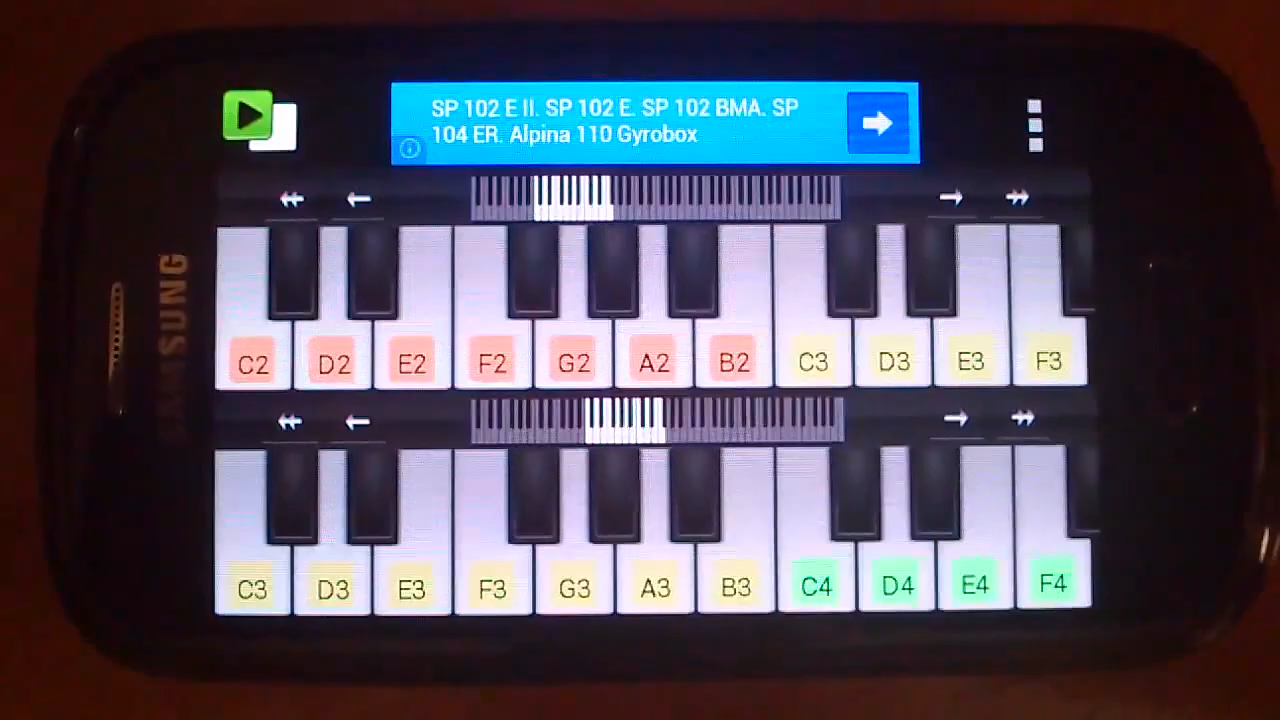 SP 102 E II. SP 102 E. SP 102 BMA. SP
104 ER. Alpina 110 Gyrobox
SAMSUNG
C2 D2 E2 F2 G2 A2 B2 C3 D3 E3 F3
C3 D3 E3 F3 G3 A3 B3 C4 D4 E4 F4